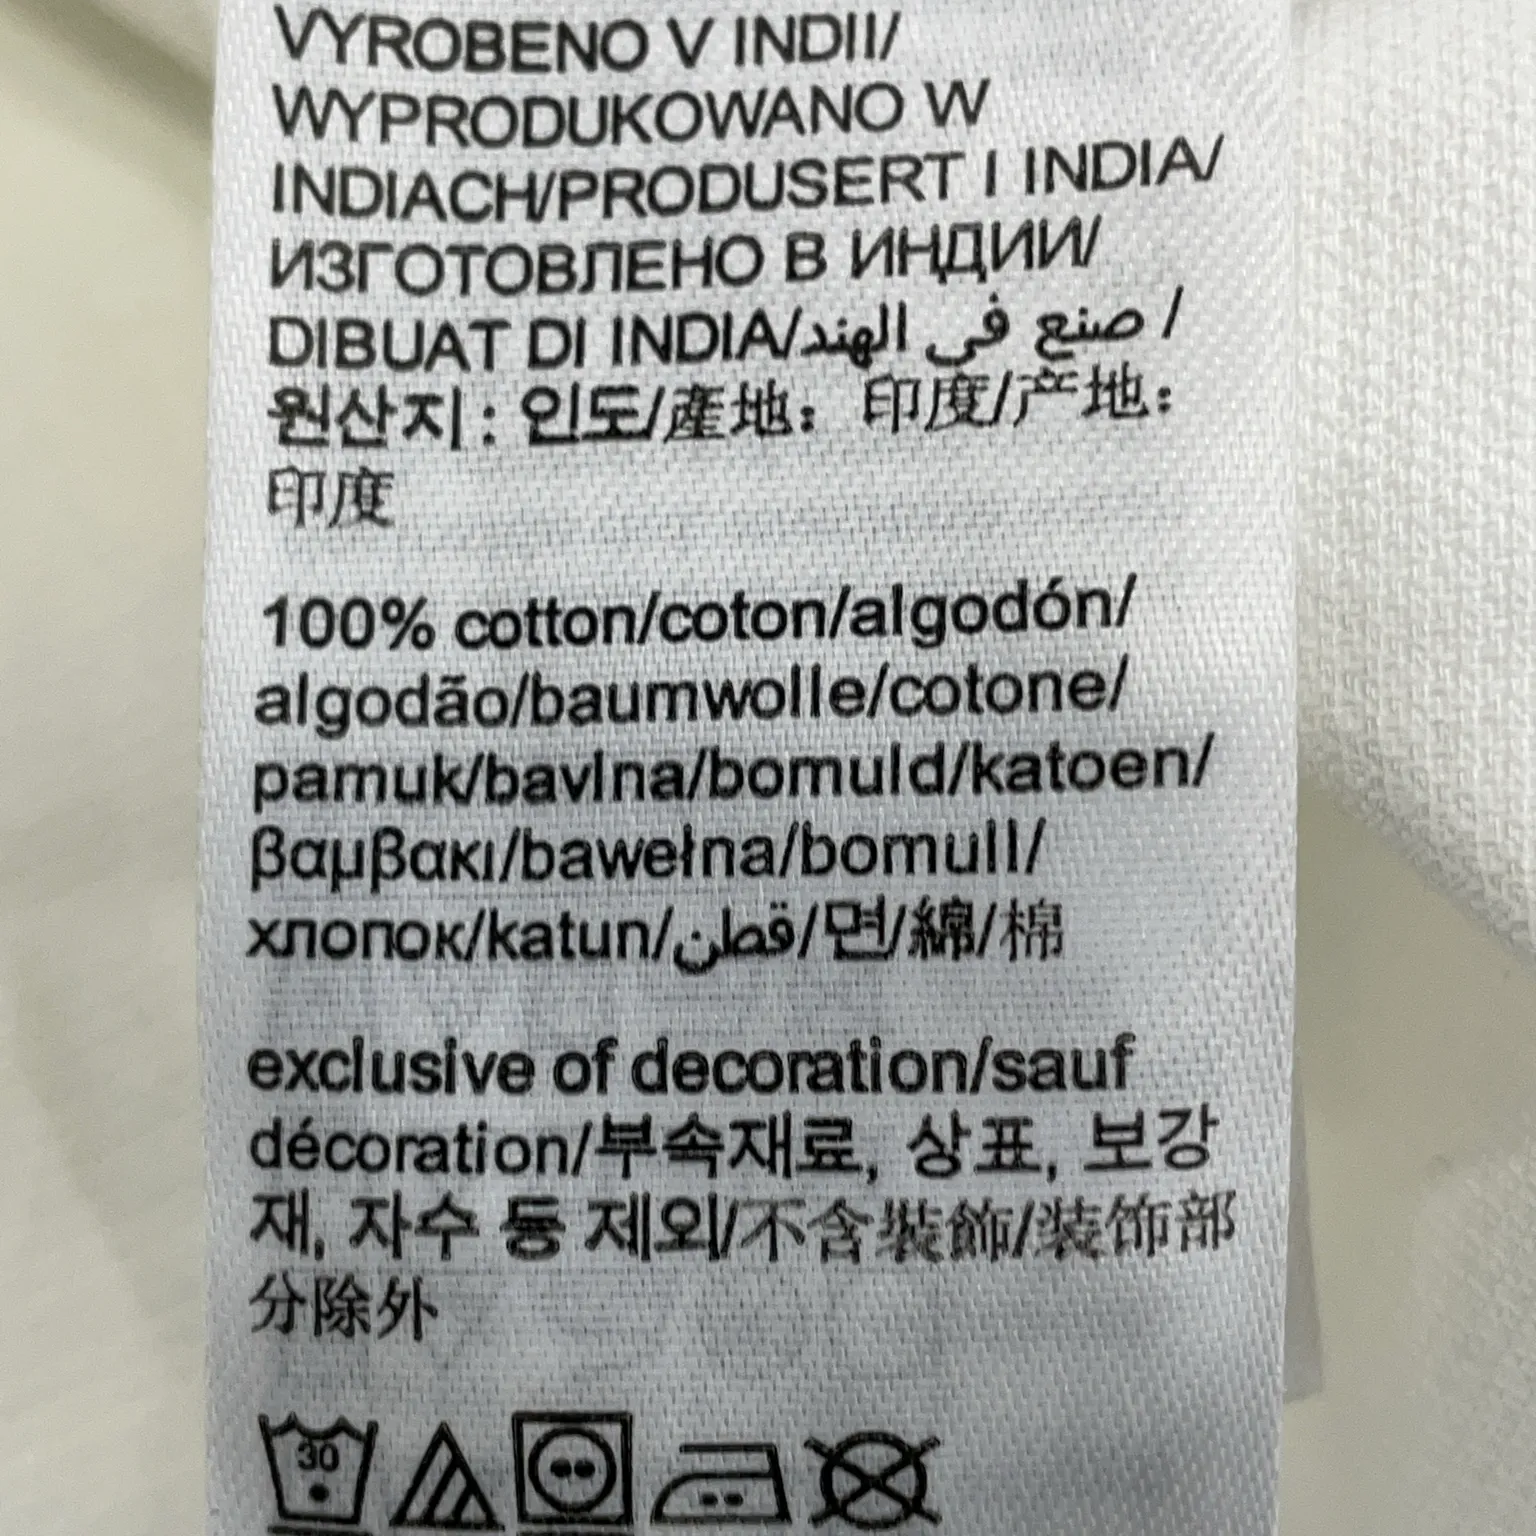 VYROBENO V INDII/
WYPRODUKOWANO W
INDIACH/PRODUSERT I INDIA/
ИЗГОТОВЛЕНО В ИНДИИ/
DIBUAT DI INDIA/صنع في الهند /
원산지 : 인도/產地：印度/产地：
印度
100% cotton/coton/algodón/
algodão/baumwolle/cotone/
pamuk/bavlna/bomuld/katoen/
βαμβακι/bawełna/bomull/
хлопок/katun/قطن/면/綿/棉
exclusive of decoration/sauf
décoration/부속재료, 상표, 보강
재, 자수 등 제외/不含裝飾/装饰部
分除外
30